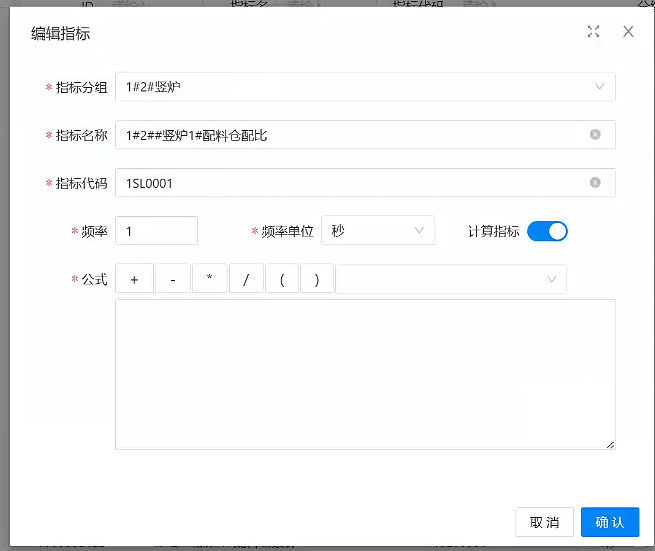 编辑指标
* 指标分组 1#2#竖炉
* 指标名称 1#2##竖炉1#配料仓配比
* 指标代码 1SL0001
* 频率 1 * 频率单位 秒 计算指标
* 公式 + - * / ( )
取消 确认